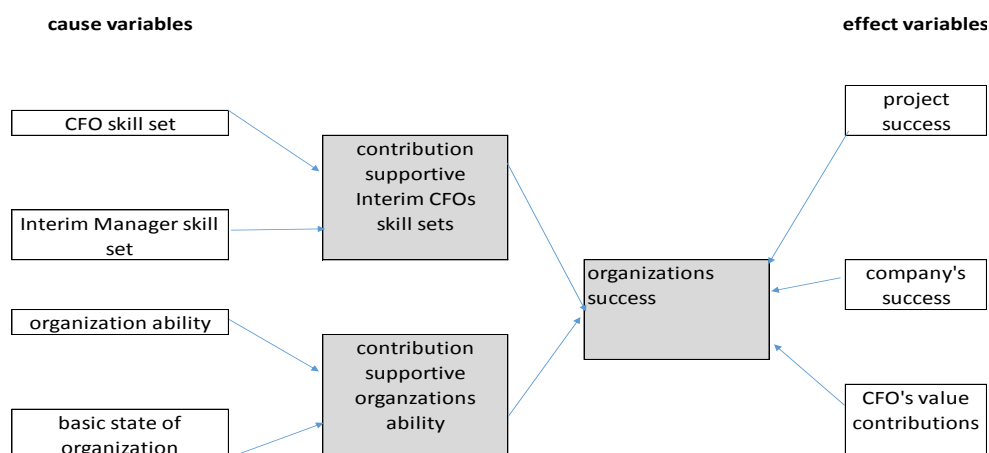 cause variables
effect variables
CFO skill set
Interim Manager skill
set
organization ability
basic state of
organization
contribution
supportive
Interim CFOs
skill sets
contribution
supportive
organzations
ability
organizations
success
project
success
company's
success
CFO's value
contributions